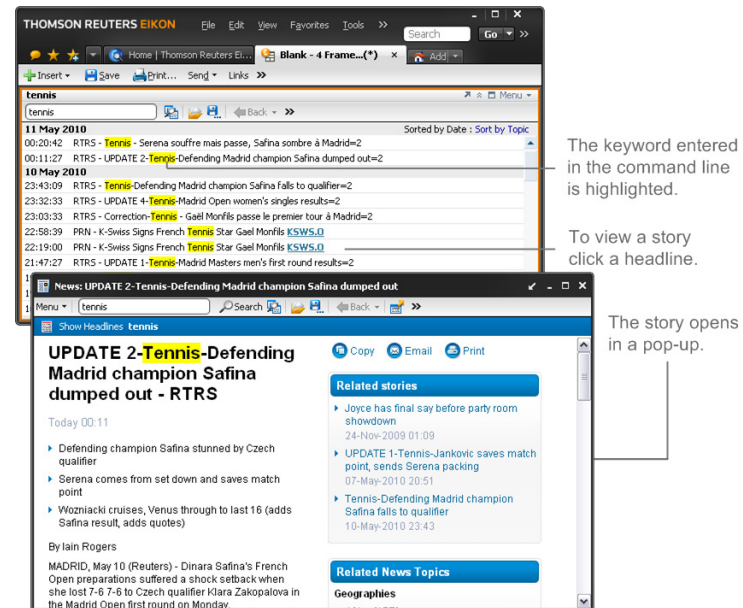 THOMSON REUTERS EIKON File Edit View Favorites Tools >>
Search Go >>
Home | Thomson Reuters Ei... Blank - 4 Frame...(*) × Add
Insert Save Print... Send Links >>
tennis Menu
tennis Back >>
11 May 2010 Sorted by Date : Sort by Topic
00:20:42 RTRS - Tennis - Serena souffre mais passe, Safina sombre à Madrid=2
00:11:27 RTRS - UPDATE 2-Tennis-Defending Madrid champion Safina dumped out=2
10 May 2010
23:43:09 RTRS - Tennis-Defending Madrid champion Safina falls to qualifier=2
23:32:33 RTRS - UPDATE 4-Tennis-Madrid Open women's singles results=2
23:03:33 RTRS - Correction-Tennis - Gaël Monfils passe le premier tour à Madrid=2
22:58:39 PRN - K-Swiss Signs French Tennis Star Gael Monfils KSWS.O
22:19:00 PRN - K-Swiss Signs French Tennis Star Gael Monfils KSWS.O
21:47:27 RTRS - UPDATE 1-Tennis-Madrid Masters men's first round results=2
The keyword entered
in the command line
is highlighted.
To view a story
click a headline.
News: UPDATE 2-Tennis-Defending Madrid champion Safina dumped out
Menu tennis Search Back >>
Show Headlines tennis
UPDATE 2-Tennis-Defending
Madrid champion Safina
dumped out - RTRS
Today 00:11
Defending champion Safina stunned by Czech
qualifier
Serena comes from set down and saves match
point
Wozniacki cruises, Venus through to last 16 (adds
Safina result, adds quotes)
By Iain Rogers
MADRID, May 10 (Reuters) - Dinara Safina's French
Open preparations suffered a shock setback when
she lost 7-6 7-6 to Czech qualifier Klara Zakopalova in
the Madrid Open first round on Monday.
Copy Email Print
Related stories
Joyce has final say before party room
showdown
24-Nov-2009 01:09
UPDATE 1-Tennis-Jankovic saves match
point, sends Serena packing
07-May-2010 20:51
Tennis-Defending Madrid champion
Safina falls to qualifier
10-May-2010 23:43
Related News Topics
Geographies
The story opens
in a pop-up.